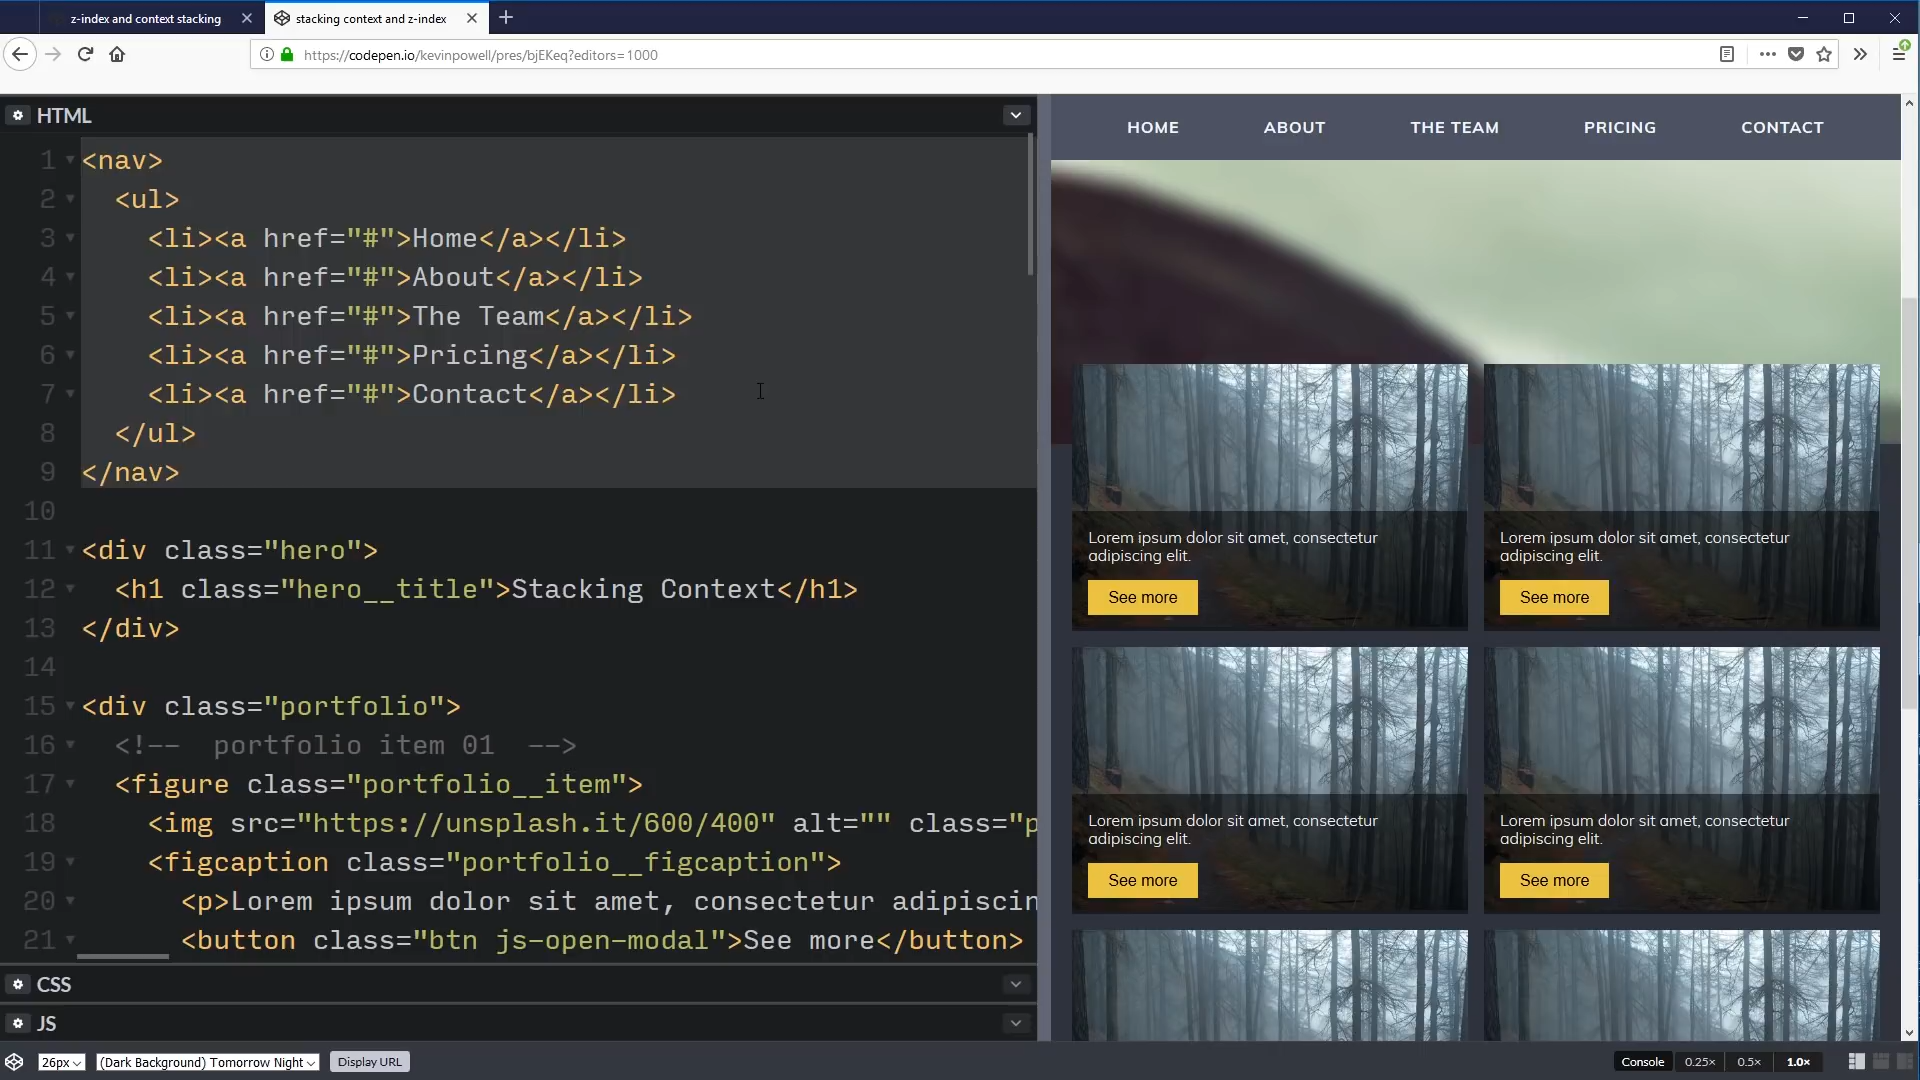 z-index and context stacking
stacking context and z-index
https://codepen.io/kevinpowell/pres/bjEKeq?editors=1000
HTML
1 <nav>
2 <ul>
3 <li><a href="#">Home</a></li>
4 <li><a href="#">About</a></li>
5 <li><a href="#">The Team</a></li>
6 <li><a href="#">Pricing</a></li>
7 <li><a href="#">Contact</a></li>
8 </ul>
9 </nav>
10
11 <div class="hero">
12 <h1 class="hero__title">Stacking Context</h1>
13 </div>
14
15 <div class="portfolio">
16 <!-- portfolio item 01 -->
17 <figure class="portfolio__item">
18 <img src="https://unsplash.it/600/400" alt="" class="p
19 <figcaption class="portfolio__figcaption">
20 <p>Lorem ipsum dolor sit amet, consectetur adipiscin
21 <button class="btn js-open-modal">See more</button>
CSS
JS
HOME ABOUT THE TEAM PRICING CONTACT
Lorem ipsum dolor sit amet, consectetur
adipiscing elit.
See more
Lorem ipsum dolor sit amet, consectetur
adipiscing elit.
See more
Lorem ipsum dolor sit amet, consectetur
adipiscing elit.
See more
Lorem ipsum dolor sit amet, consectetur
adipiscing elit.
See more
26px (Dark Background) Tomorrow Night Display URL
Console 0.25× 0.5× 1.0×